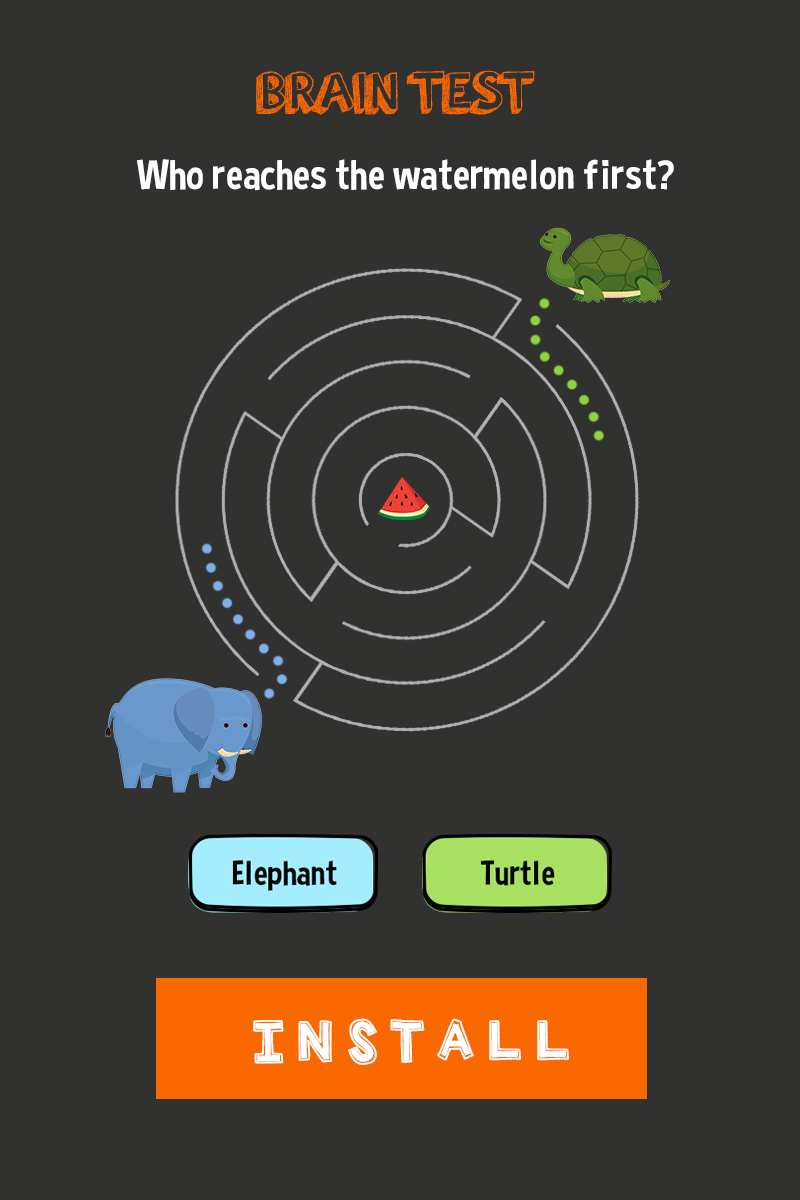 BRAIN TEST
Who reaches the watermelon first?
Elephant
Turtle
INSTALL